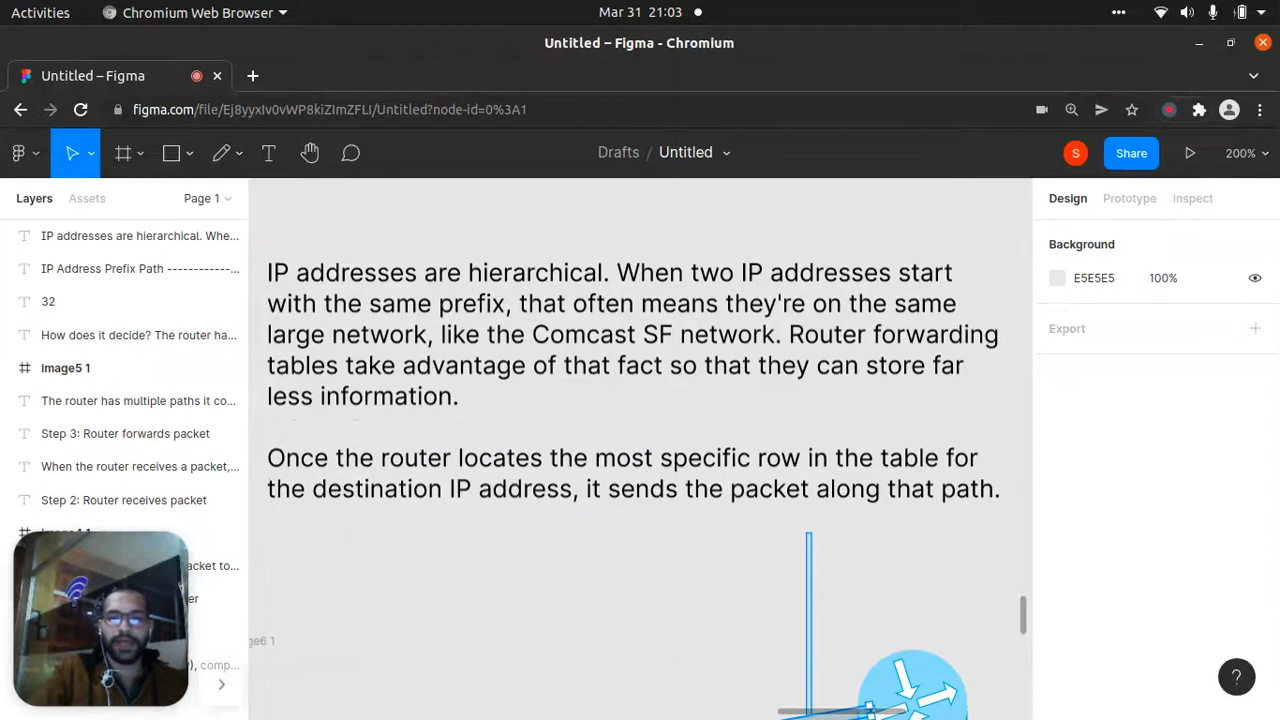 Activities
Chromium Web Browser
Mar 31 21:03
Untitled – Figma - Chromium
Untitled – Figma
figma.com/file/Ej8yyxIv0vWP8kiZImZFLI/Untitled?node-id=0%3A1
Drafts / Untitled
S
Share
200%
Layers
Assets
Page 1
Design
Prototype
Inspect
IP addresses are hierarchical. Whe...
IP Address Prefix Path ------------...
32
How does it decide? The router ha...
image5 1
The router has multiple paths it co...
Step 3: Router forwards packet
When the router receives a packet,...
Step 2: Router receives packet
acket to...
er
), comp...
IP addresses are hierarchical. When two IP addresses start
with the same prefix, that often means they're on the same
large network, like the Comcast SF network. Router forwarding
tables take advantage of that fact so that they can store far
less information.
Once the router locates the most specific row in the table for
the destination IP address, it sends the packet along that path.
ge6 1
Background
E5E5E5
100%
Export
?